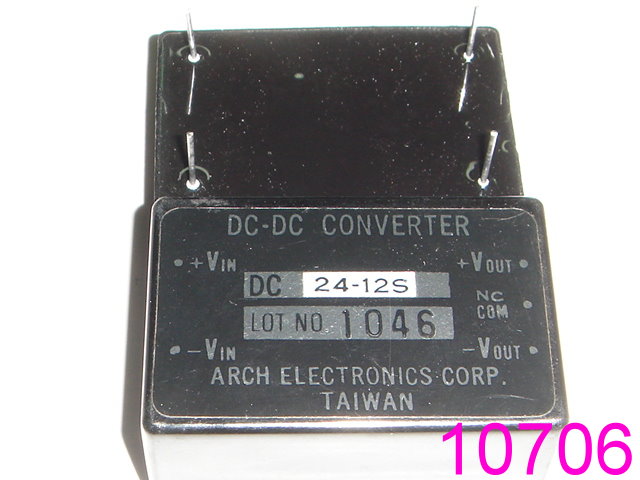 DC-DC CONVERTER
• +VIN +VOUT •
DC 24-12S
NC •
COM
LOT NO 1046
• -VIN -VOUT •
ARCH ELECTRONICS CORP.
TAIWAN
10706